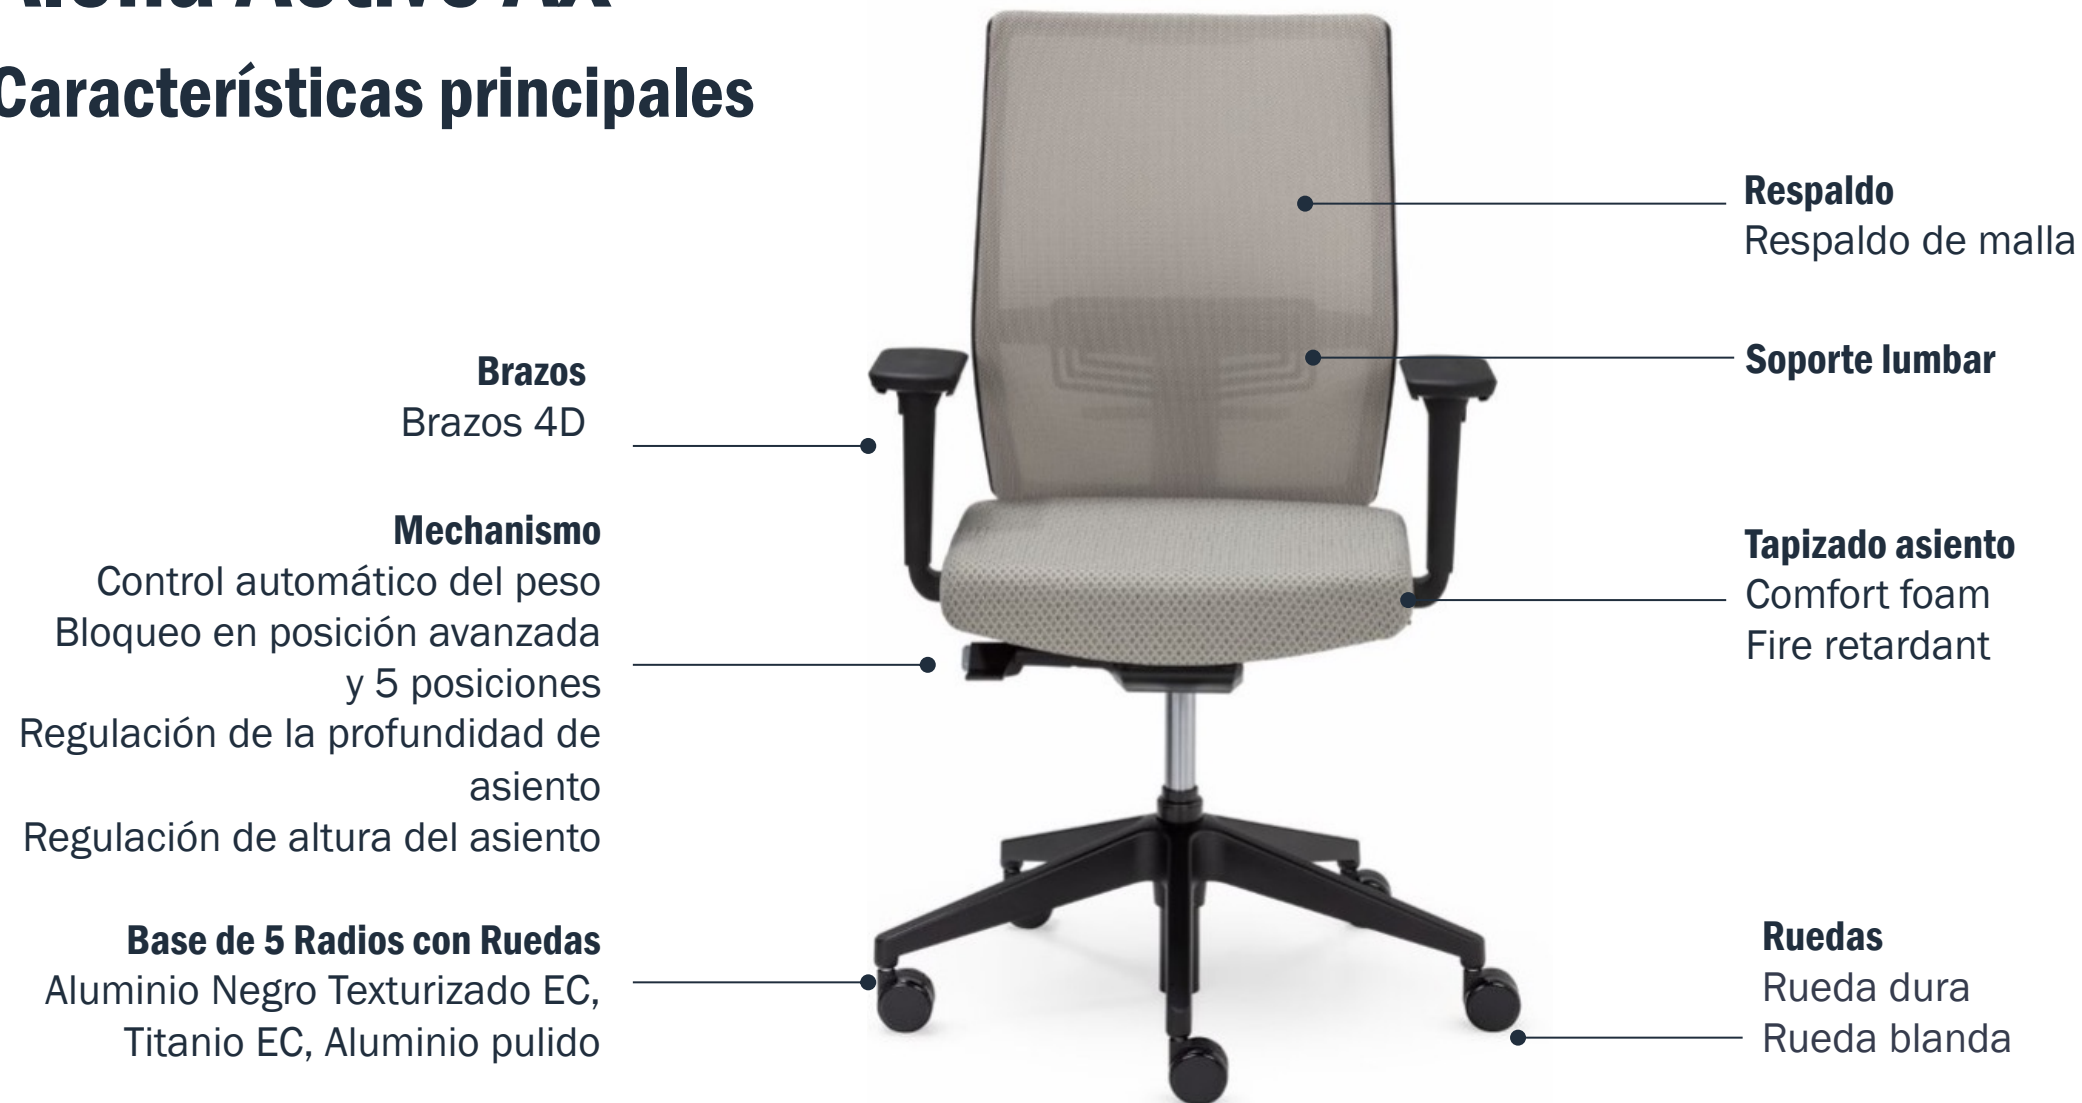 Activo AX
Características principales
Respaldo
Respaldo de malla
Soporte lumbar
Brazos
Brazos 4D
Mechanismo
Control automático del peso
Bloqueo en posición avanzada
y 5 posiciones
Regulación de la profundidad de
asiento
Regulación de altura del asiento
Tapizado asiento
Comfort foam
Fire retardant
Base de 5 Radios con Ruedas
Aluminio Negro Texturizado EC,
Titanio EC, Aluminio pulido
Ruedas
Rueda dura
Rueda blanda